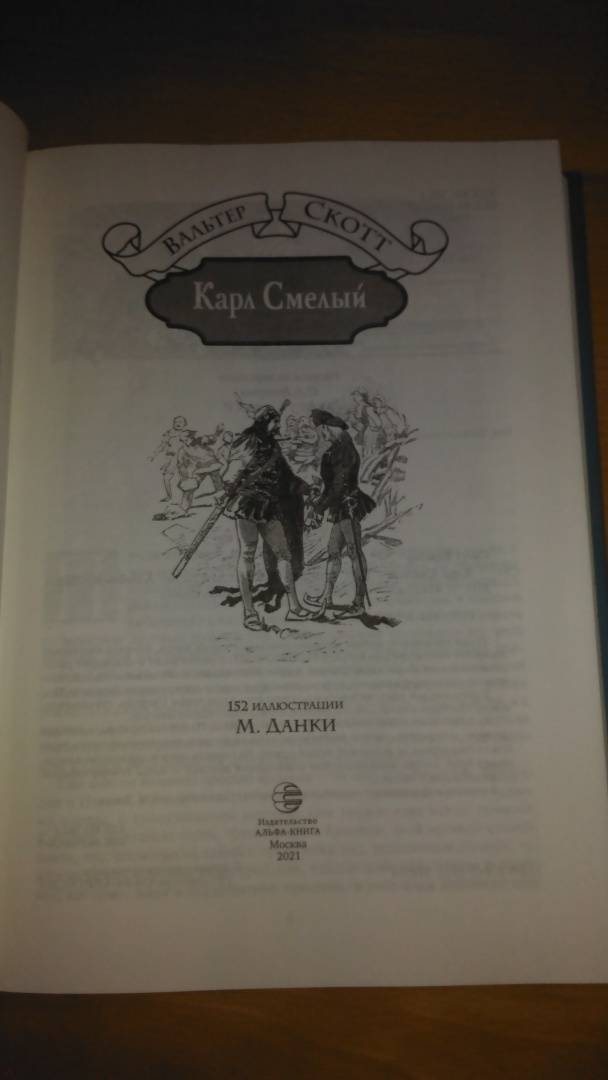 Вальтер Скотт
Карл Смелый
152 иллюстрации
М. Данки
Издательство
АЛЬФА-КНИГА
Москва
2021